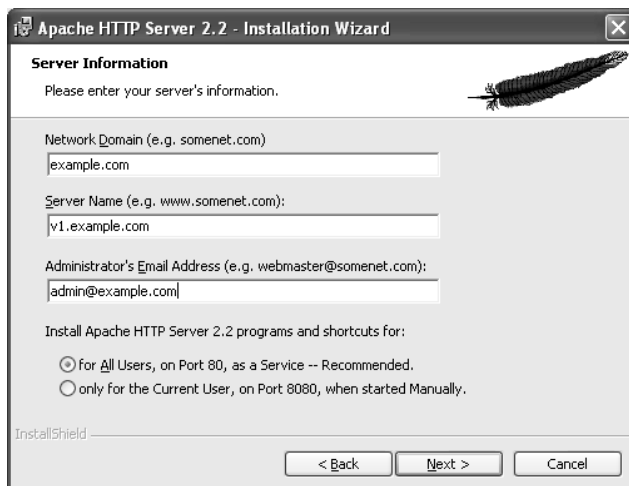 Apache HTTP Server 2.2 - Installation Wizard
Server Information
Please enter your server's information.
Network Domain (e.g. somenet.com)
example.com
Server Name (e.g. www.somenet.com):
v1.example.com
Administrator's Email Address (e.g. webmaster@somenet.com):
admin@example.com
Install Apache HTTP Server 2.2 programs and shortcuts for:
for All Users, on Port 80, as a Service -- Recommended.
only for the Current User, on Port 8080, when started Manually.
InstallShield
< Back Next > Cancel